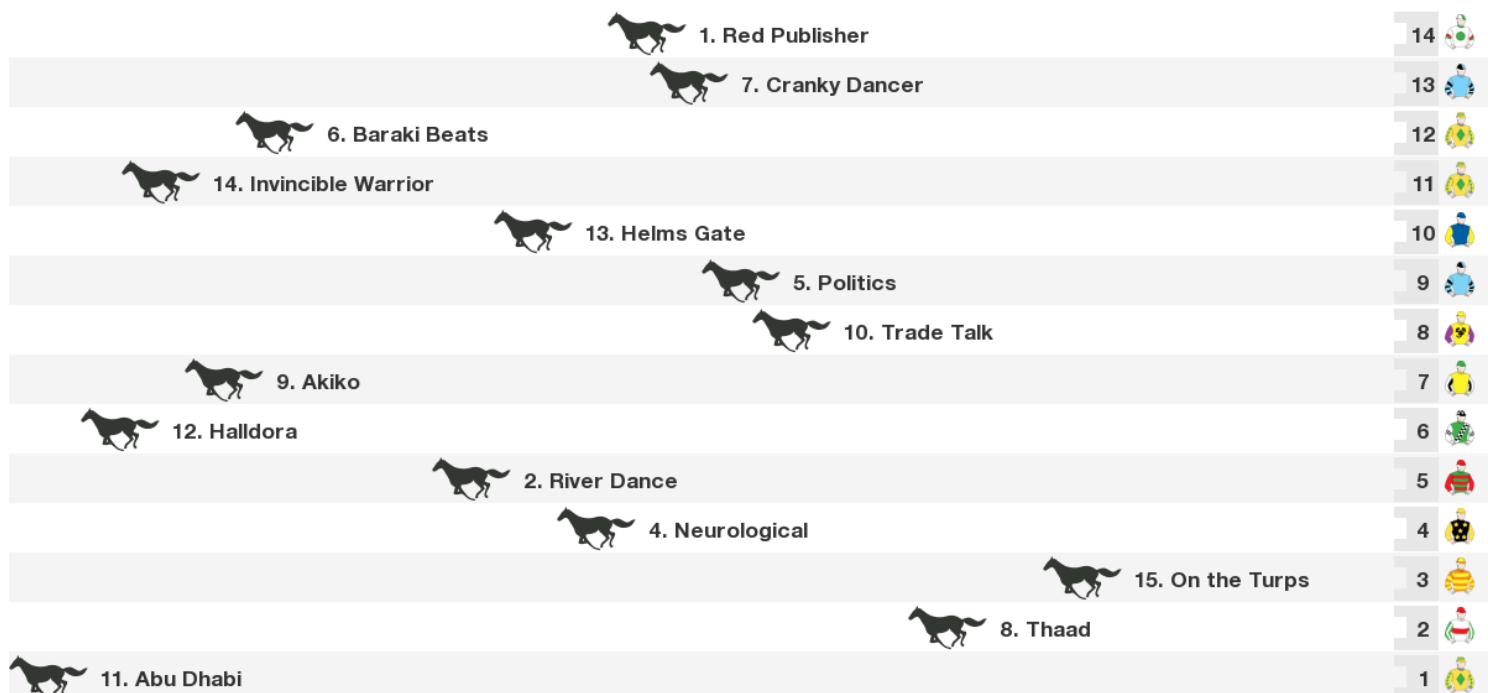 1. Red Publisher 14
7. Cranky Dancer 13
6. Baraki Beats 12
14. Invincible Warrior 11
13. Helms Gate 10
5. Politics 9
10. Trade Talk 8
9. Akiko 7
12. Halldora 6
2. River Dance 5
4. Neurological 4
15. On the Turps 3
8. Thaad 2
11. Abu Dhabi 1